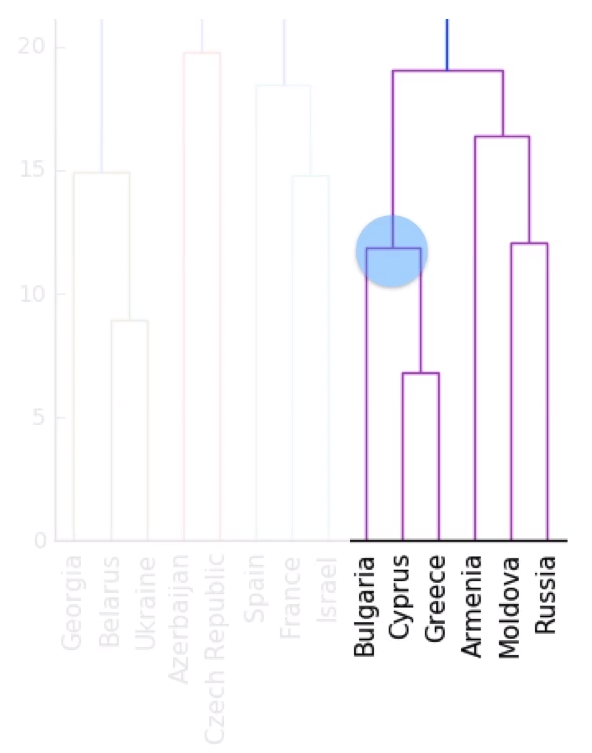 20
15
10
5
0
Georgia
Belarus
Ukraine
Azerbaijan
Czech Republic
Spain
France
Israel
Bulgaria
Cyprus
Greece
Armenia
Moldova
Russia